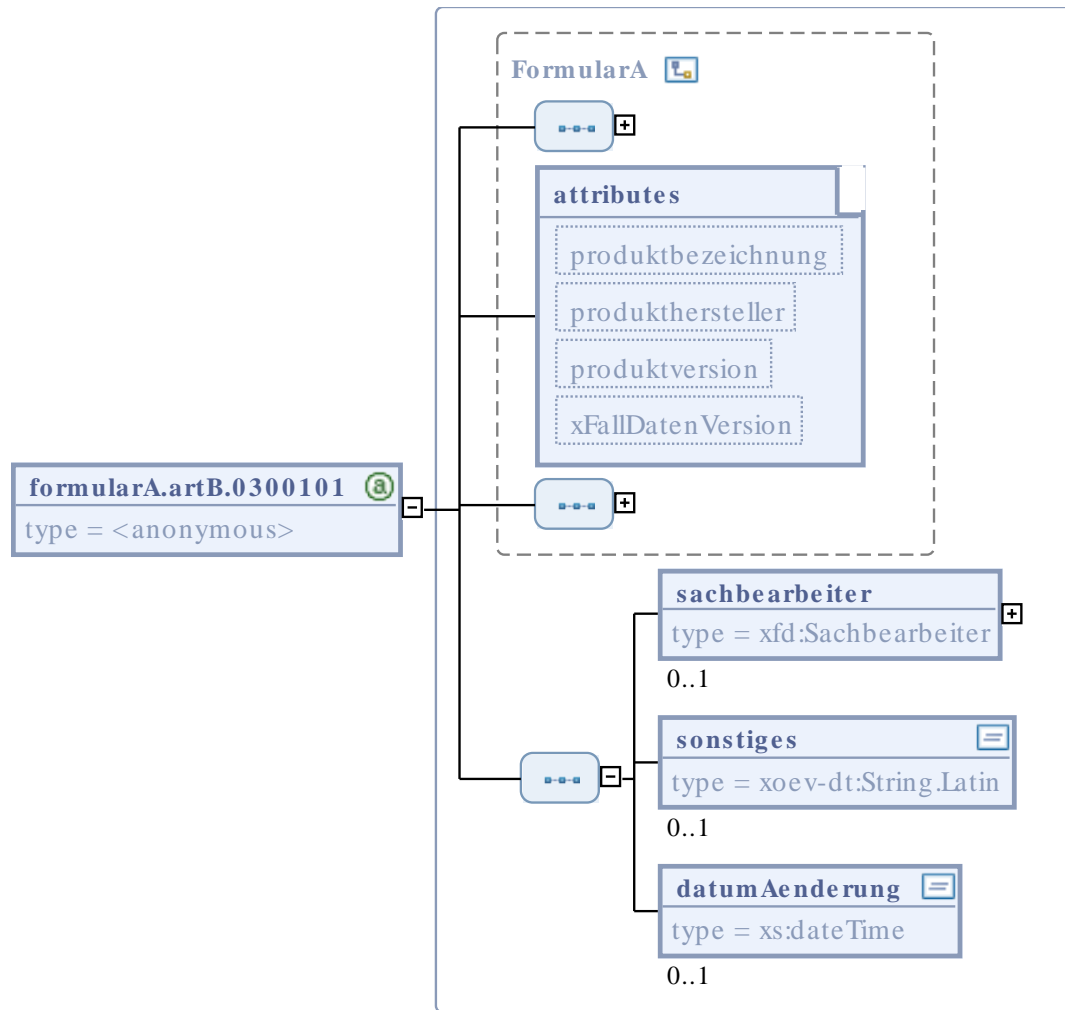 FormularA
attributes
produktbezeichnung
produkthersteller
produktversion
xFallDatenVersion
formularA.artB.0300101
type = <anonymous>
sachbearbeiter
type = xfd:Sachbearbeiter
0..1
sonstiges
type = xoev-dt:String.Latin
0..1
datumAenderung
type = xs:dateTime
0..1